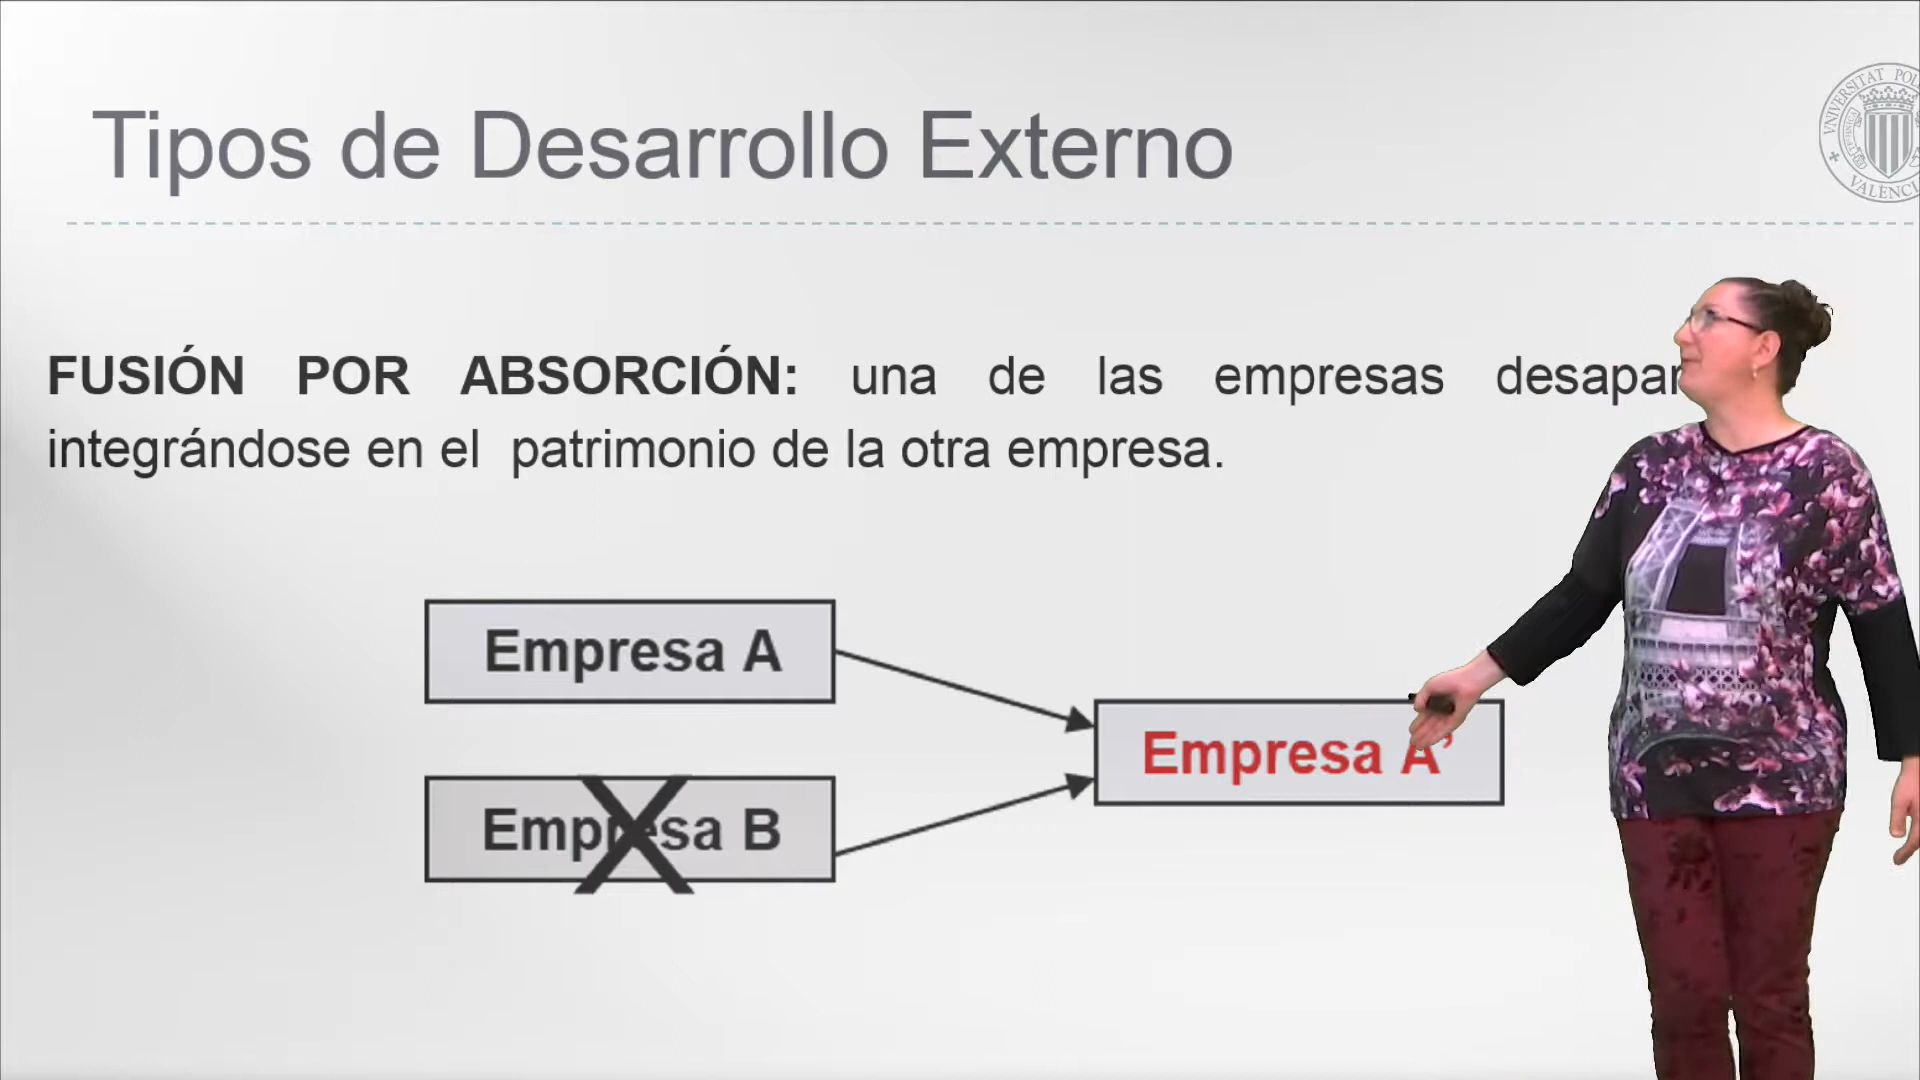 Tipos de Desarrollo Externo
FUSIÓN POR ABSORCIÓN: una de las empresas
integrándose en el patrimonio de la otra empresa.
Empresa A
Empresa B
Empresa A’